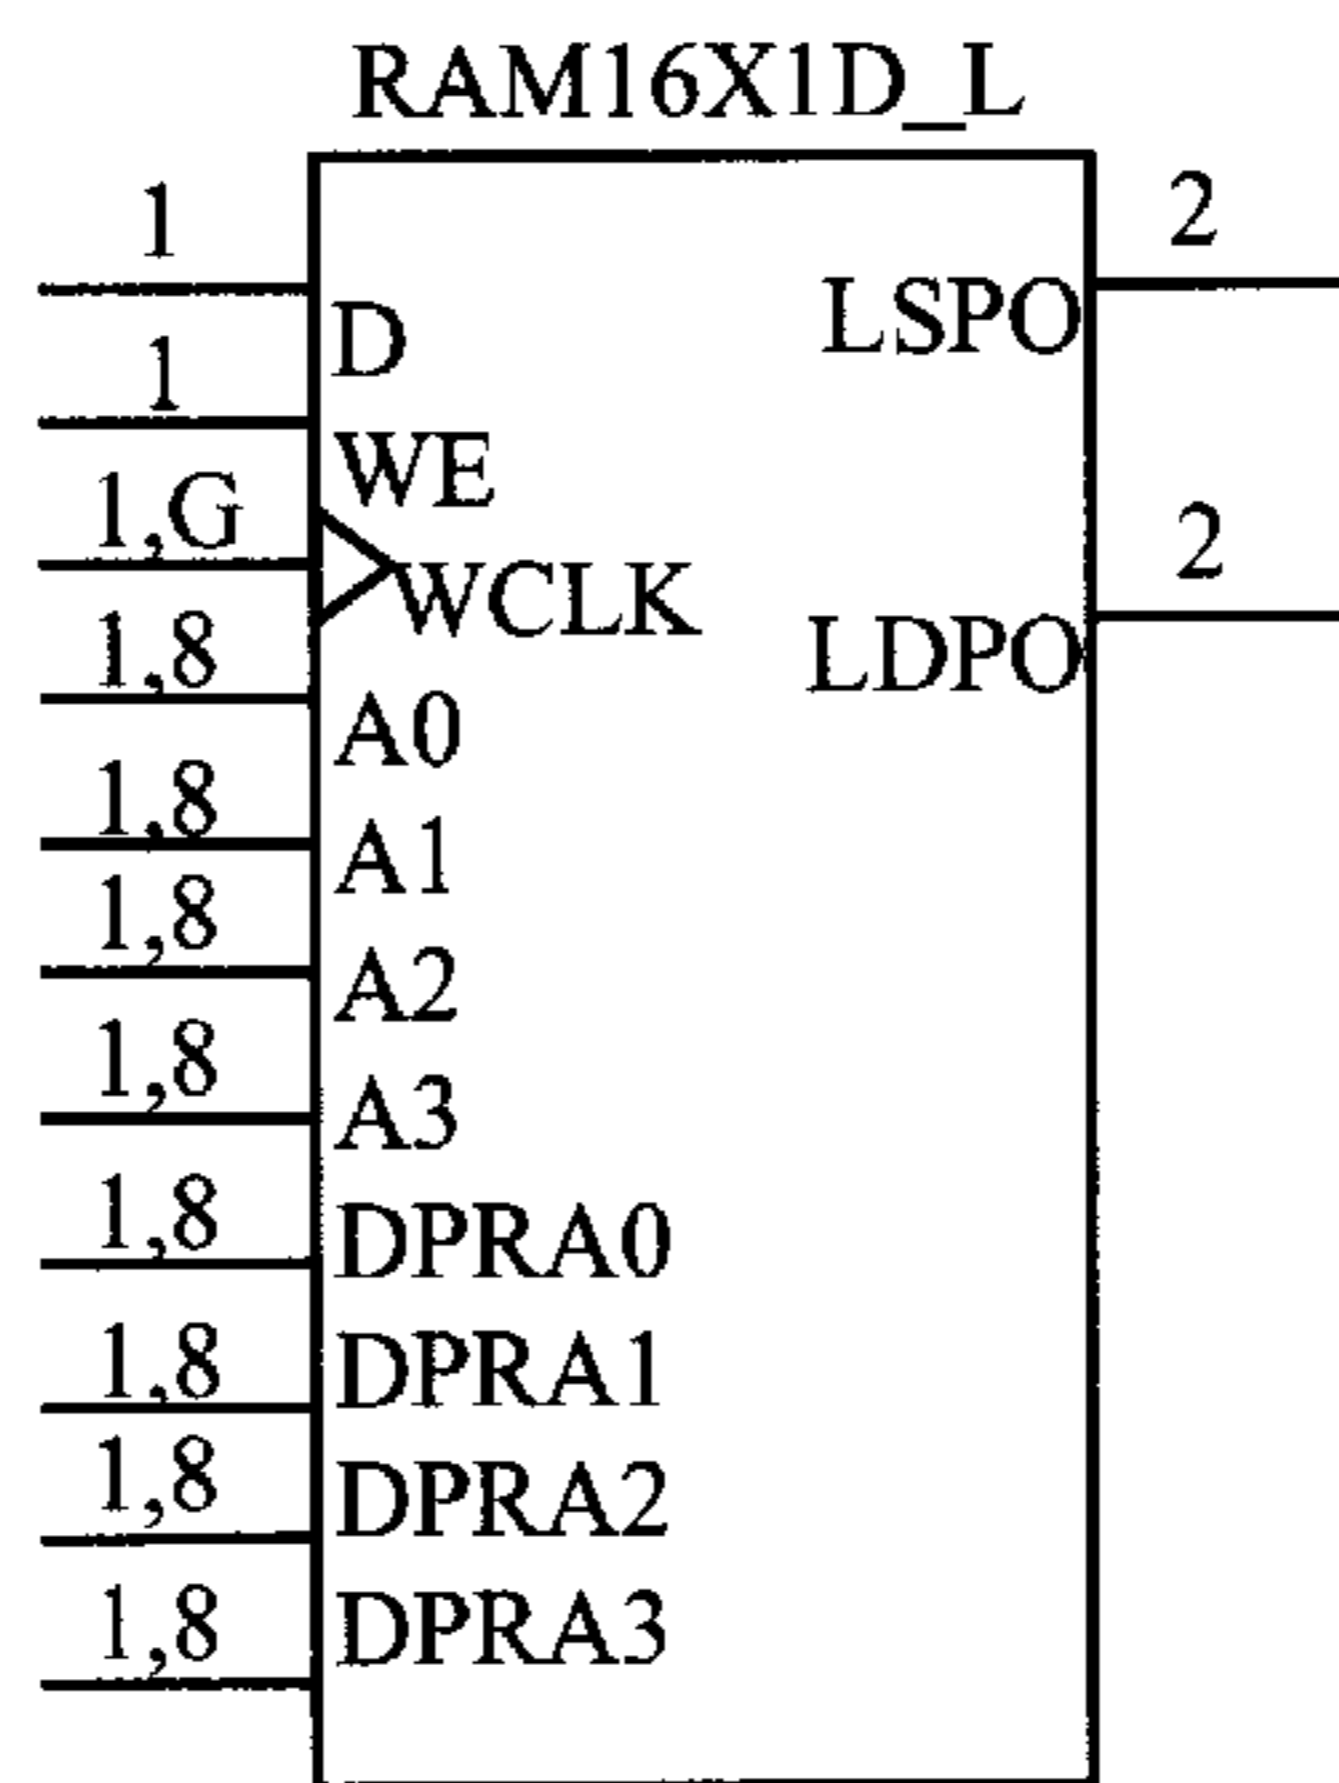 RAM16X1D_L
1
2
D
LSPO
1
WE
1,G
2
WCLK
1,8
LDPO
A0
1,8
A1
1,8
A2
1,8
A3
1,8
DPRA0
1,8
DPRA1
1,8
DPRA2
1,8
DPRA3